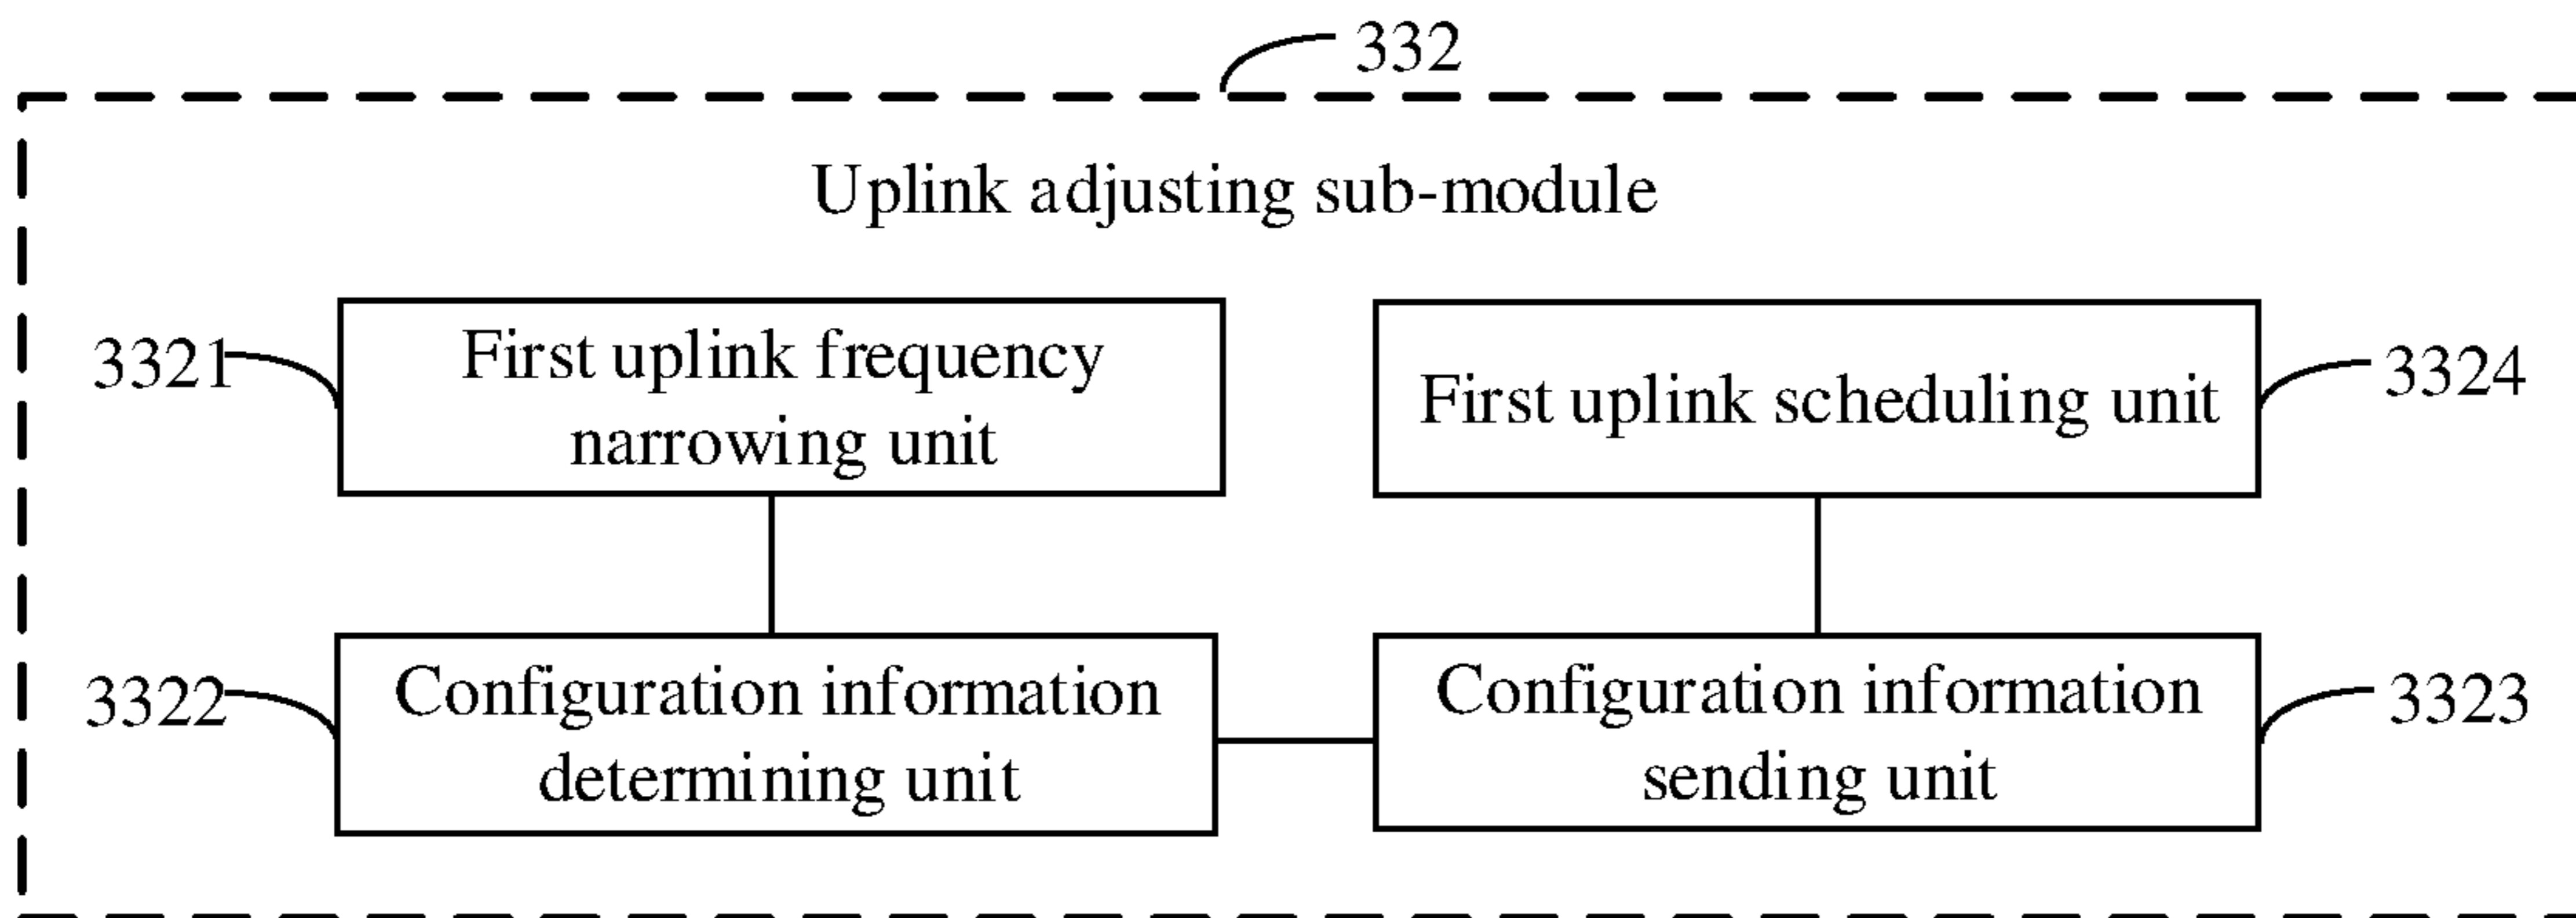 332
Uplink adjusting sub-module
3321
First uplink frequency
narrowing unit
First uplink scheduling unit
3324
3322
Configuration information
determining unit
Configuration information
sending unit
3323